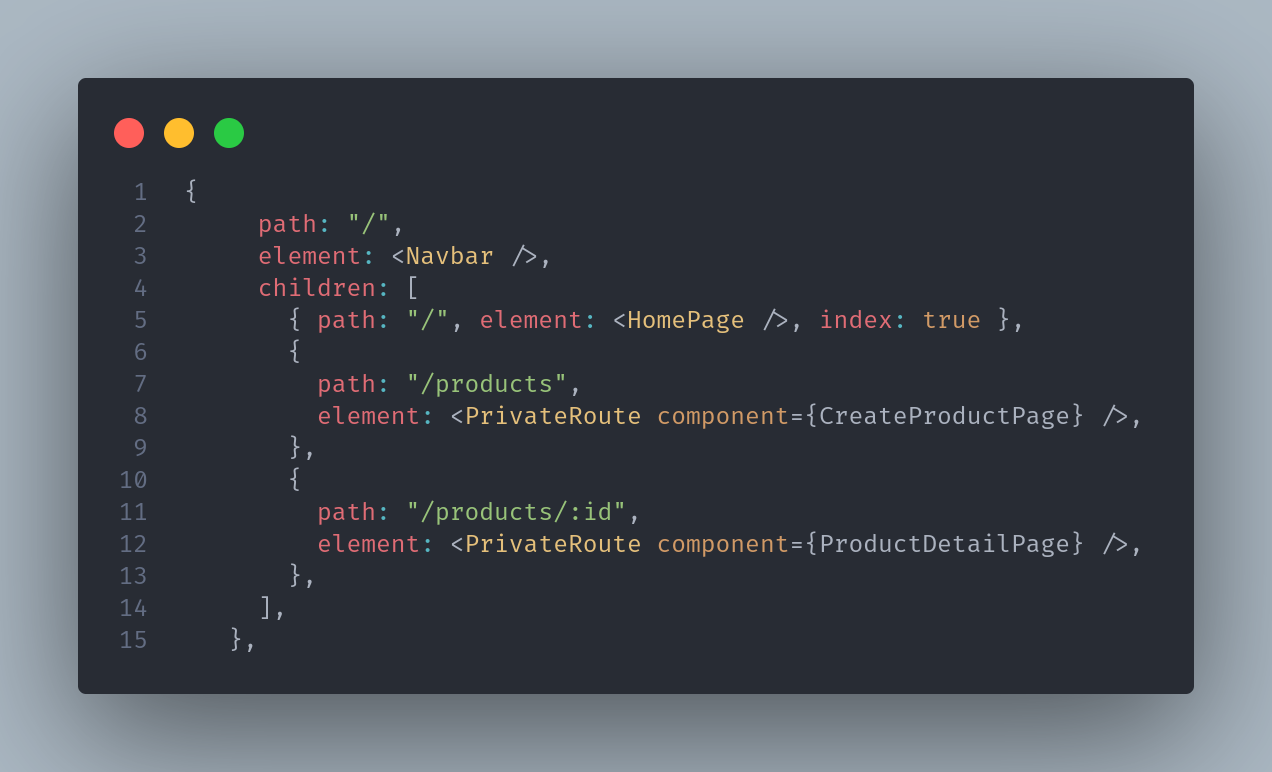 1 {
2 path: "/",
3 element: <Navbar />,
4 children: [
5 { path: "/", element: <HomePage />, index: true },
6 {
7 path: "/products",
8 element: <PrivateRoute component={CreateProductPage} />,
9 },
10 {
11 path: "/products/:id",
12 element: <PrivateRoute component={ProductDetailPage} />,
13 },
14 ],
15 },